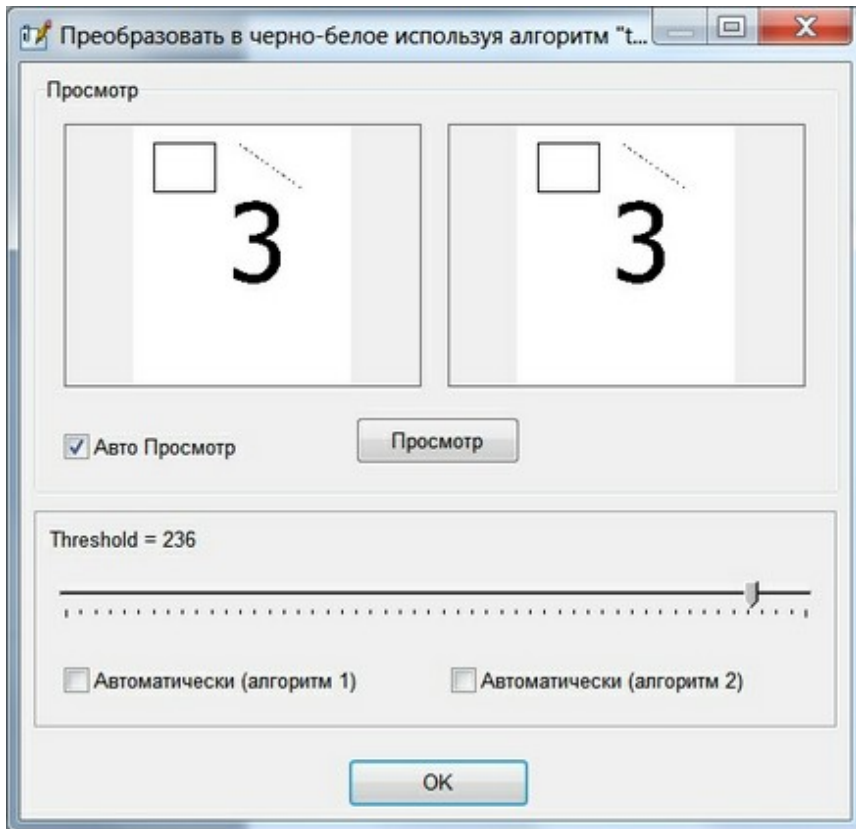 Преобразовать в черно-белое используя алгоритм "t...
Просмотр
3
3
Авто Просмотр
Просмотр
Threshold = 236
Автоматически (алгоритм 1)
Автоматически (алгоритм 2)
OK